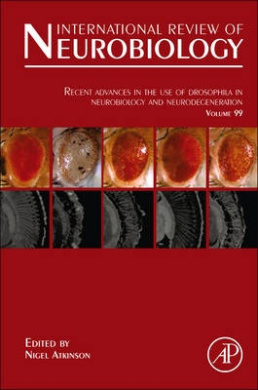 INTERNATIONAL REVIEW OF
NEUROBIOLOGY
RECENT ADVANCES IN THE USE OF DROSOPHILA IN
NEUROBIOLOGY AND NEURODEGENERATION
VOLUME 99
EDITED BY
NIGEL ATKINSON
AP